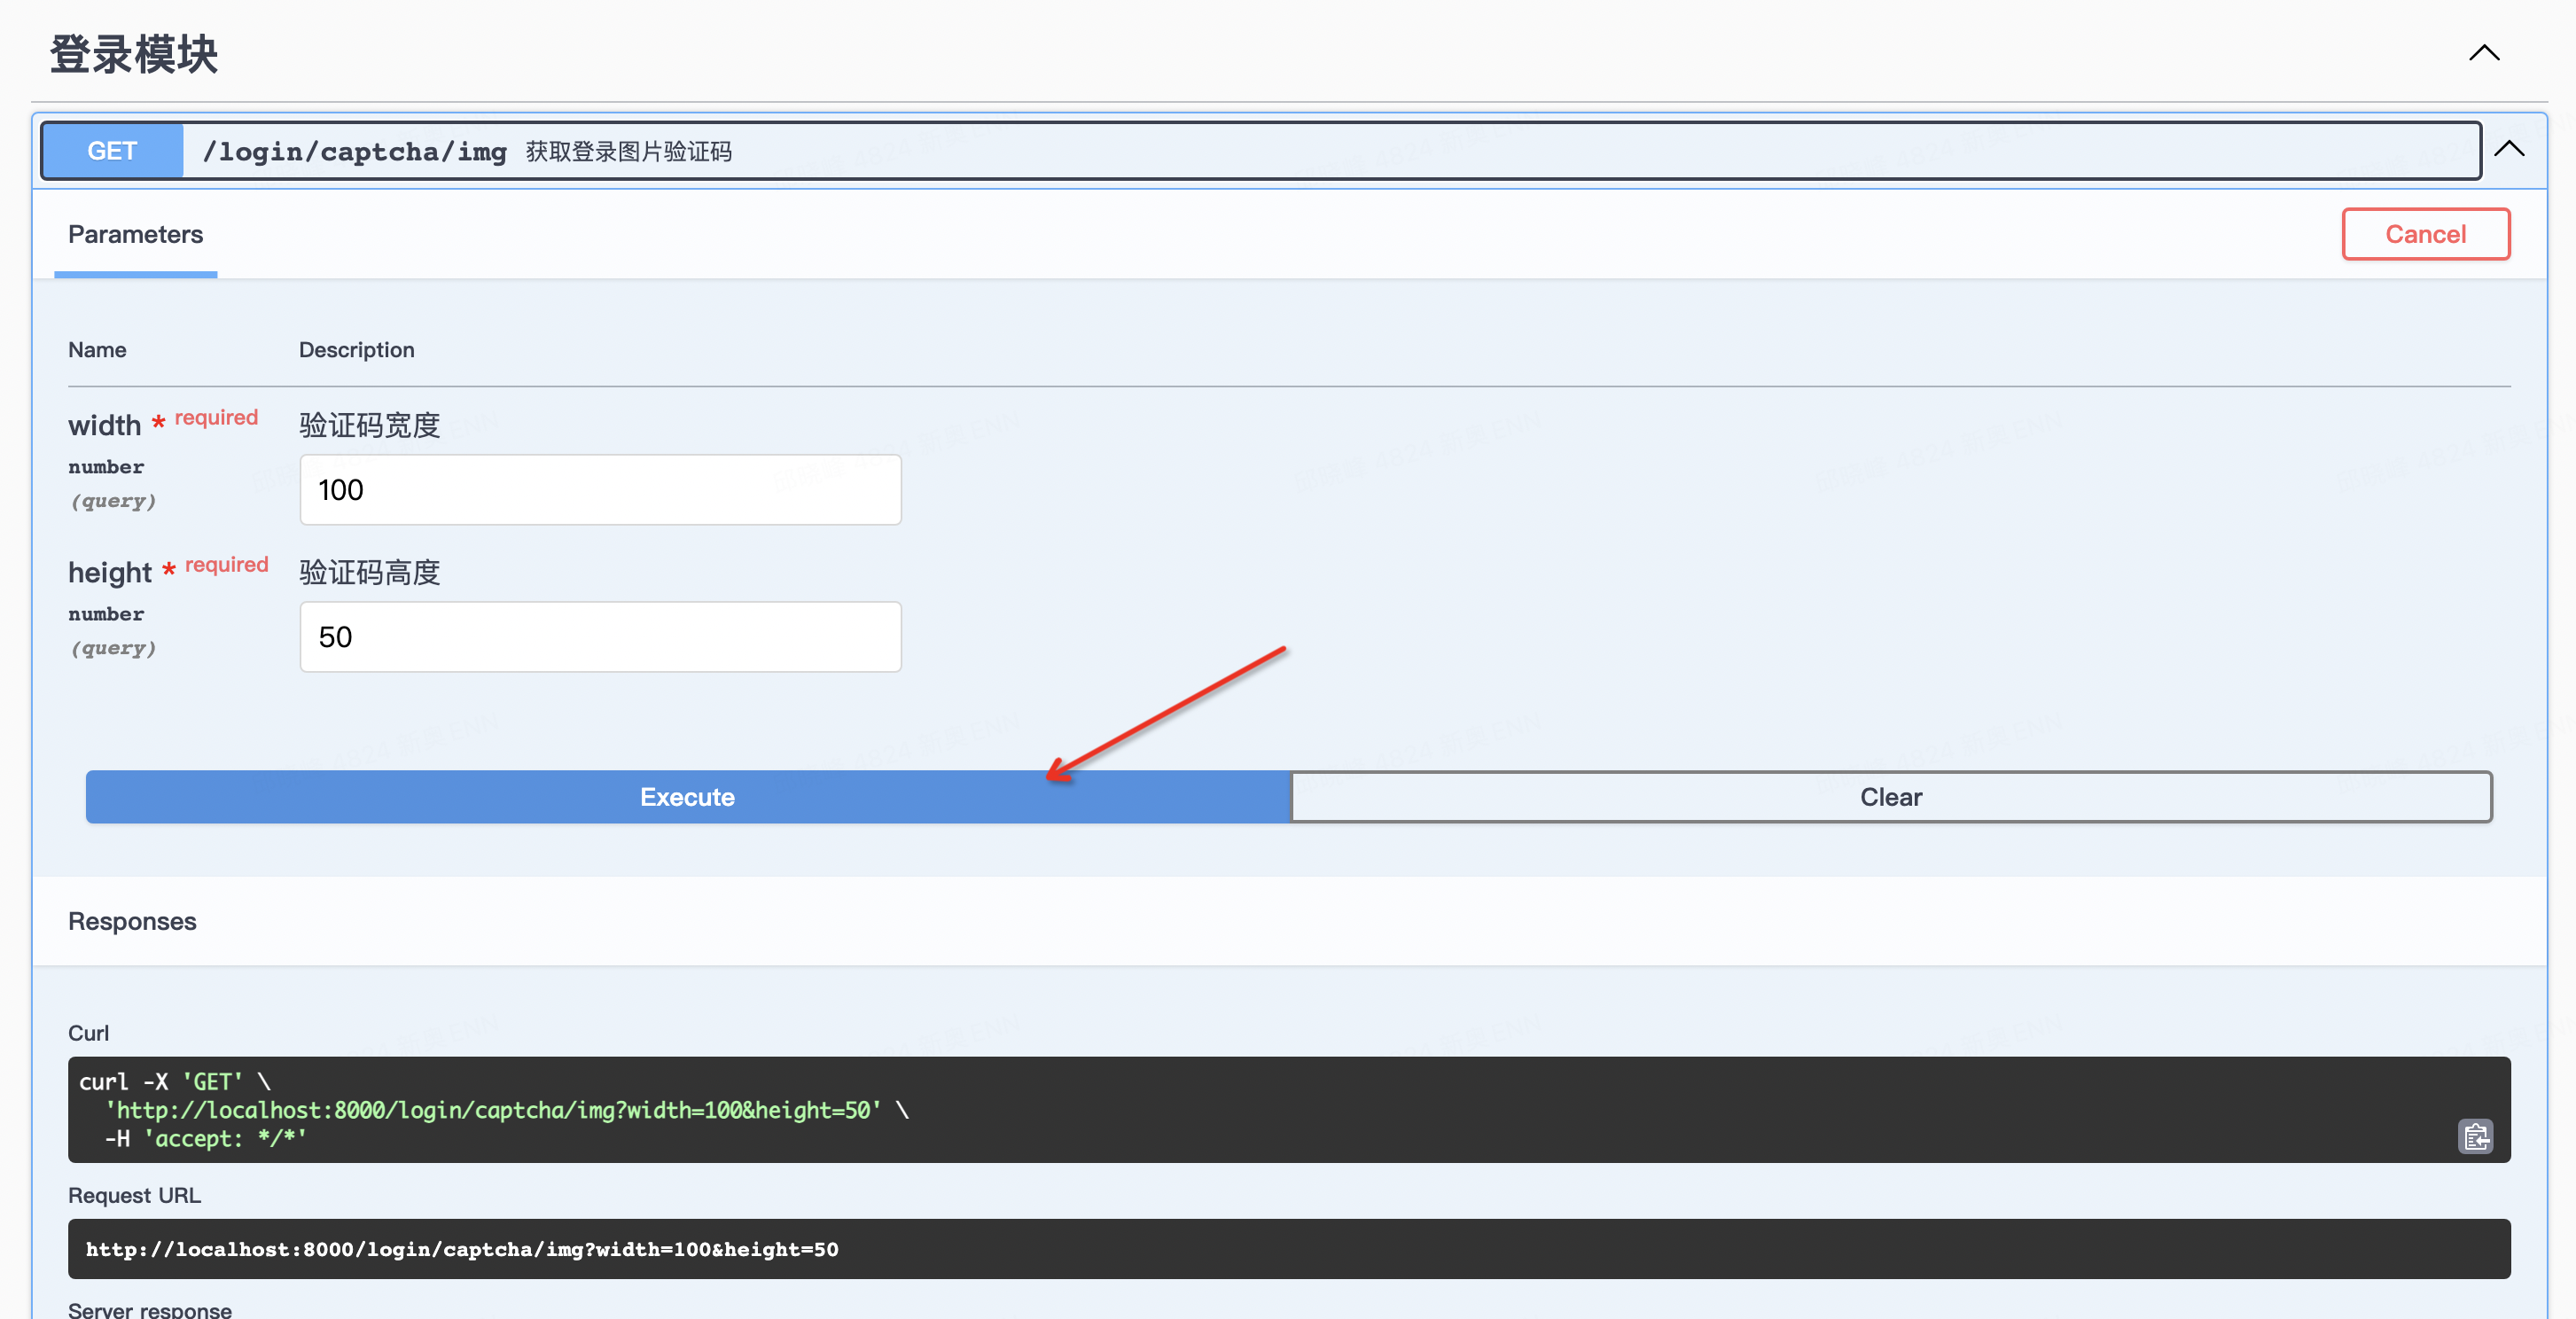 登录模块
GET /login/captcha/img 获取登录图片验证码
Parameters
Cancel
Name Description
width * required 验证码宽度
number
(query)
100
height * required 验证码高度
number
(query)
50
Execute
Clear
Responses
Curl
curl -X 'GET' \
'http://localhost:8000/login/captcha/img?width=100&height=50' \
-H 'accept: */*'
Request URL
http://localhost:8000/login/captcha/img?width=100&height=50
Server response